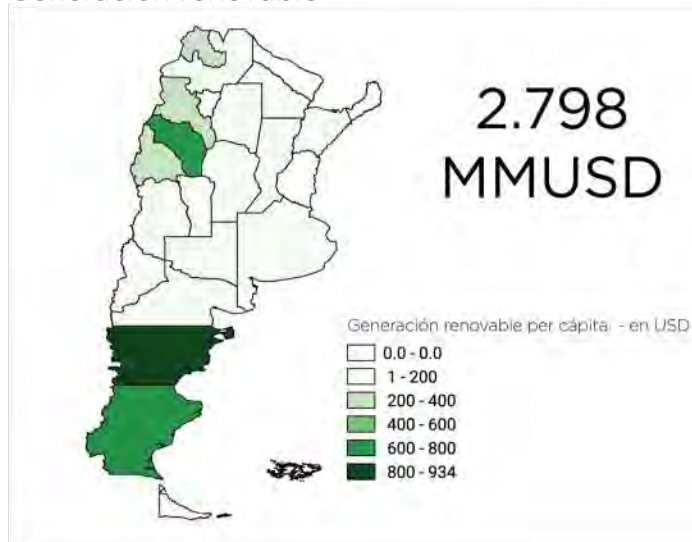 2.798
MMUSD
Generación renovable per cápita - en USD
0.0 - 0.0
1 - 200
200 - 400
400 - 600
600 - 800
800 - 934